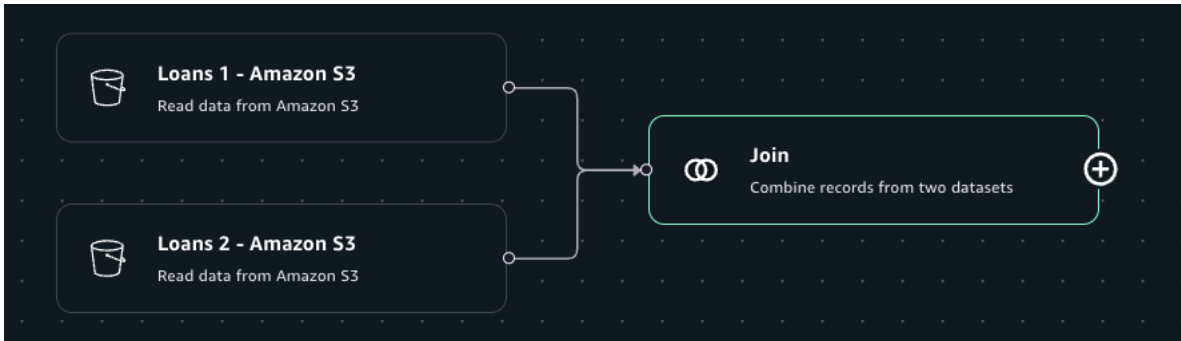 Loans 1 - Amazon S3
Read data from Amazon S3
Join
Combine records from two datasets
Loans 2 - Amazon S3
Read data from Amazon S3